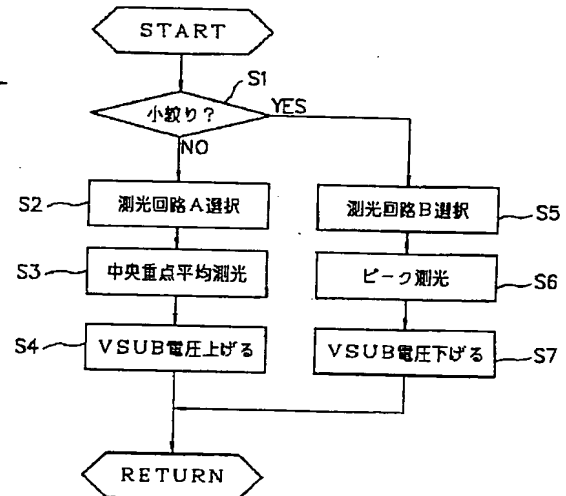 START
S1
小絞り？
YES
NO
S2
測光回路A選択
S3
中央重点平均測光
S4
VSUB電圧上げる
測光回路B選択
S5
ピーク測光
S6
VSUB電圧下げる
S7
RETURN